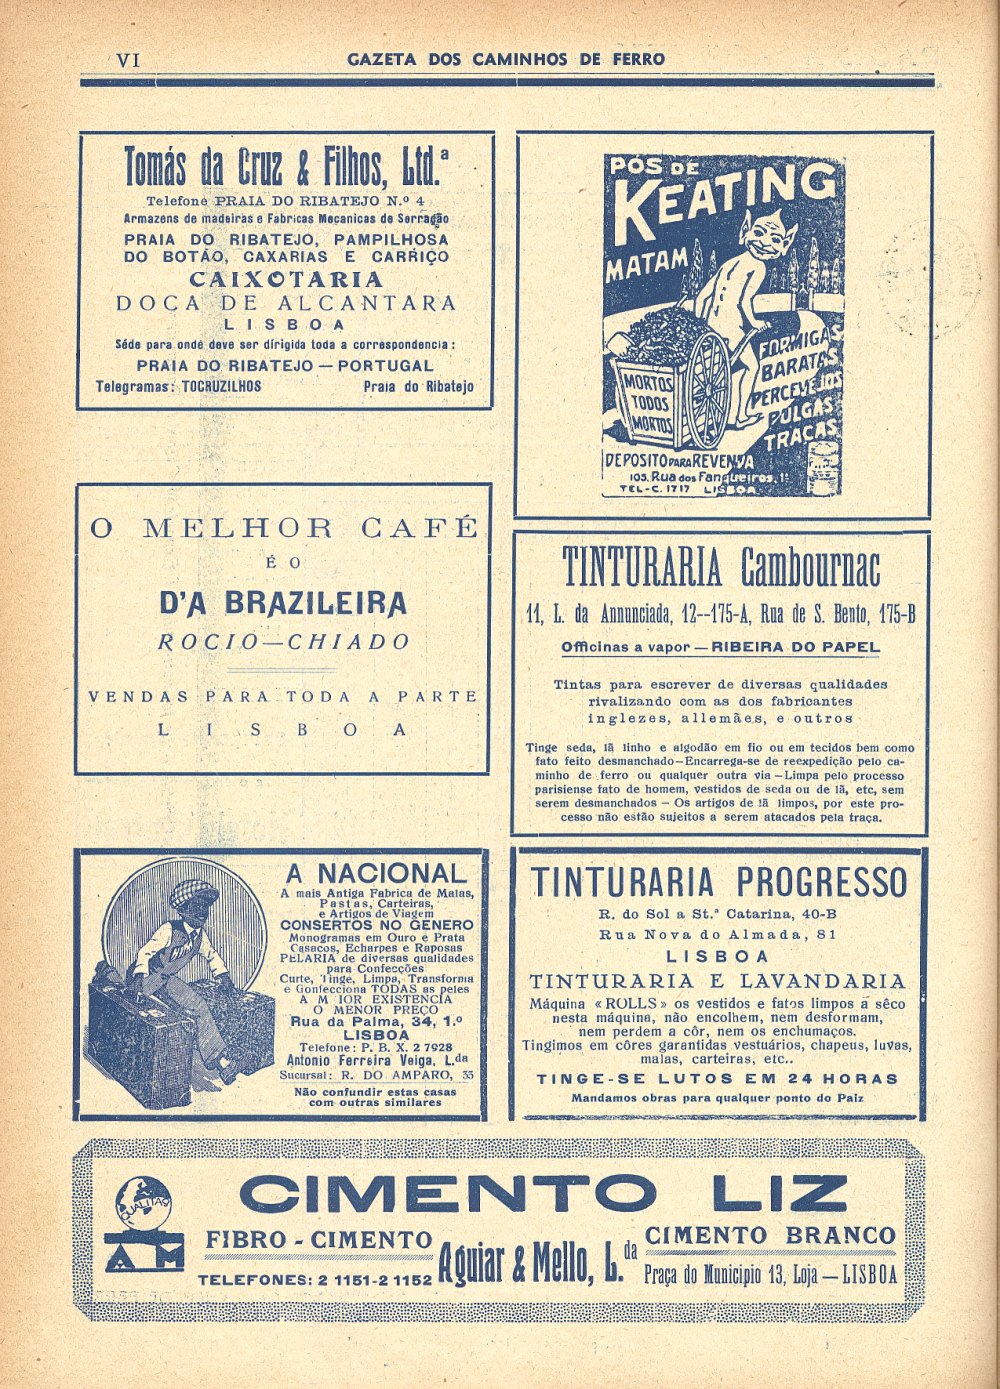 VI
GAZETA DOS CAMINHOS DE FERRO
Tomás da Cruz & Filhos, Ltd.ª
Telefone PRAIA DO RIBATEJO N.º 4
Armazens de madeiras e Fabricas Mecanicas de Serração
PRAIA DO RIBATEJO, PAMPILHOSA
DO BOTÃO, CAXARIAS E CARRIÇO
CAIXOTARIA
DOCA DE ALCANTARA
LISBOA
Séde para onde deve ser dirigida toda a correspondencia:
PRAIA DO RIBATEJO — PORTUGAL
Telegramas: TOCRUZILHOS Praia do Ribatejo
PÓS DE
KEATING
MATAM
FORMIGAS
BARATAS
PERCEVEJOS
PULGAS
TRAÇAS
MORTOS
TODOS
MORTOS
DEPOSITO PARA REVENDA
103. Rua dos Fanqueiros. 1º
TEL-C. 1717 LISBOA
O MELHOR CAFÉ
É O
D'A BRAZILEIRA
ROCIO—CHIADO
VENDAS PARA TODA A PARTE
LISBOA
TINTURARIA Cambournac
11, L. da Annunciada, 12--175-A, Rua de S. Bento, 175-B
Officinas a vapor — RIBEIRA DO PAPEL
Tintas para escrever de diversas qualidades
rivalizando com as dos fabricantes
inglezes, allemães, e outros
Tinge seda, lã linho e algodão em fio ou em tecidos bem como
fato feito desmanchado — Encarrega-se de reexpedição pelo ca-
minho de ferro ou qualquer outra via — Limpa pelo processo
parisiense fato de homem, vestidos de seda ou de lã, etc, sem
serem desmanchados — Os artigos de lã limpos, por este pro-
cesso não estão sujeitos a serem atacados pela traça.
A NACIONAL
A mais Antiga Fabrica de Malas,
Pastas, Carteiras,
e Artigos de Viagem
CONSERTOS NO GENERO
Monogramas em Ouro e Prata
Casacos, Echarpes e Raposas
PELARIA de diversas qualidades
para Confecções
Curte, Tinge, Limpa, Transforma
e Confecciona TODAS as peles
A M IOR EXISTENCIA
O MENOR PREÇO
Rua da Palma, 34, 1.º
LISBOA
Telefone: P. B. X. 2 7928
Antonio Ferreira Veiga, L.da
Sucursal: R. DO AMPARO, 33
Não confundir estas casas
com outras similares
TINTURARIA PROGRESSO
R. do Sol a St.ª Catarina, 40-B
Rua Nova do Almada, 81
LISBOA
TINTURARIA E LAVANDARIA
Máquina «ROLLS» os vestidos e fatos limpos a sêco
nesta máquina, não encolhem, nem desformam,
nem perdem a côr, nem os enchumaços.
Tingimos em côres garantidas vestuários, chapeus, luvas,
malas, carteiras, etc..
TINGE-SE LUTOS EM 24 HORAS
Mandamos obras para qualquer ponto do Paiz
QUALITAS
AM
CIMENTO LIZ
FIBRO - CIMENTO
TELEFONES: 2 1151-2 1152
Aguiar & Mello, L.da
CIMENTO BRANCO
Praça do Municipio 13, Loja — LISBOA